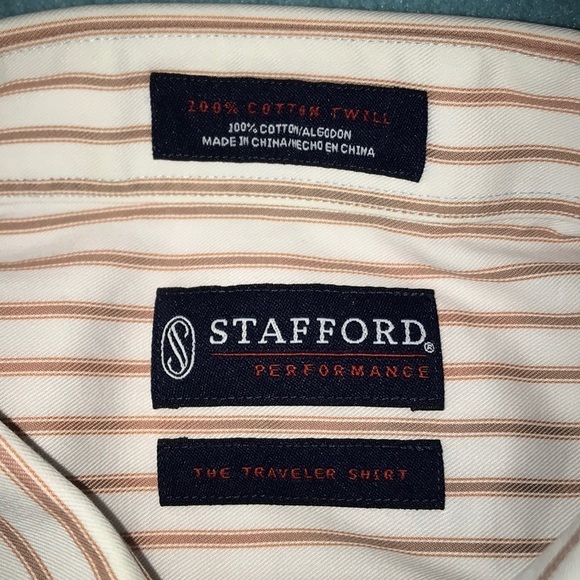 100% COTTON TWILL
100% COTTON/ALGODON
MADE IN CHINA/HECHO EN CHINA
S STAFFORD®
PERFORMANCE
THE TRAVELER SHIRT